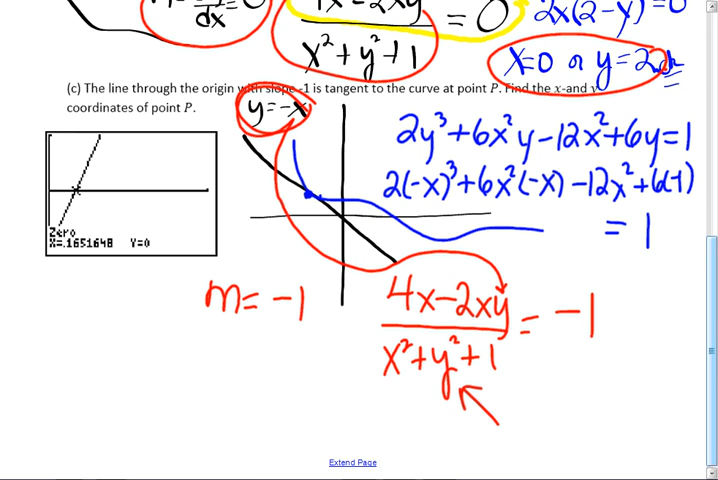 m = dy/dx = 0
4x-2xy/x²+y²+1 = 0
2x(2-y)=0
x=0 or y=2
(c) The line through the origin with slope -1 is tangent to the curve at point P. Find the x-and y-
coordinates of point P.
y=-x
2y³+6x²y-12x²+6y=1
2(-x)³+6x²(-x)-12x²+6(-1)
= 1
Zero
X=.1651648 Y=0
m=-1
4x-2xy/x²+y²+1 = -1
Extend Page